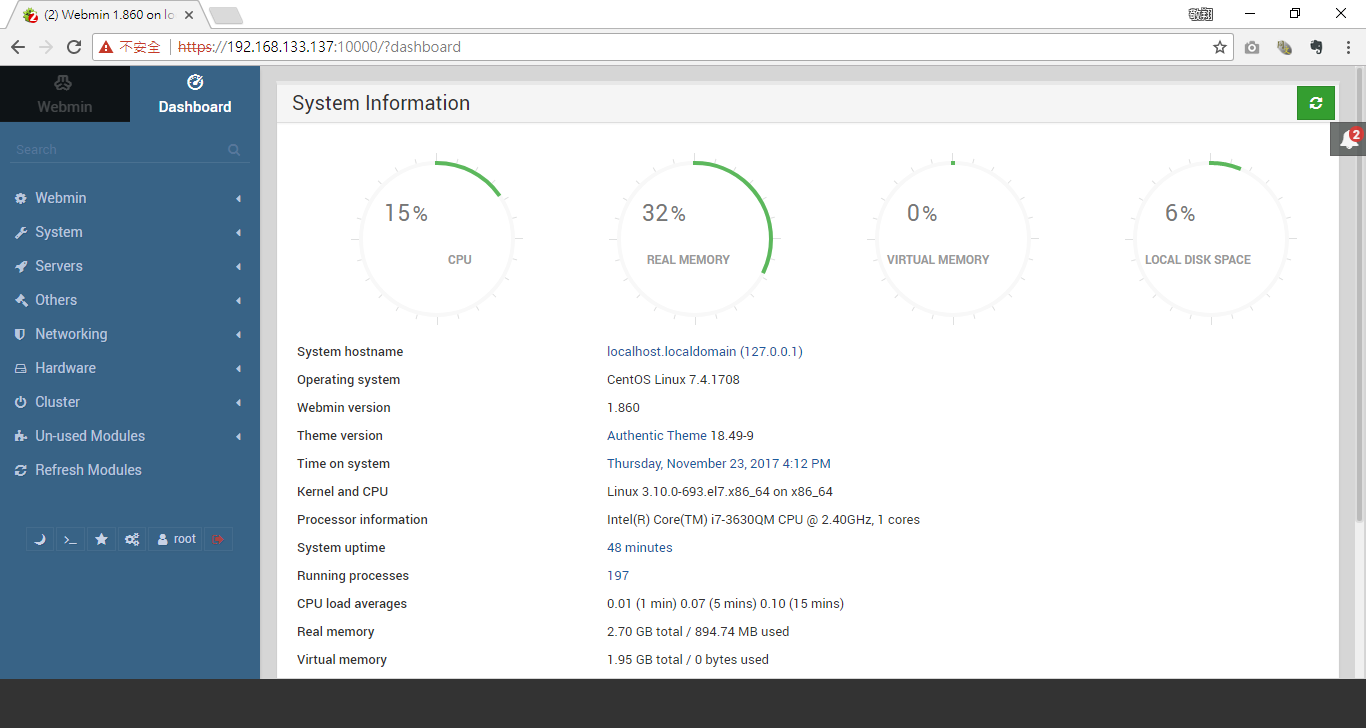 (2) Webmin 1.860 on lo
不安全 https://192.168.133.137:10000/?dashboard
Webmin
Dashboard
Search
Webmin
System
Servers
Others
Networking
Hardware
Cluster
Un-used Modules
Refresh Modules
root
System Information
2
15%
CPU
32%
REAL MEMORY
0%
VIRTUAL MEMORY
6%
LOCAL DISK SPACE
System hostname localhost.localdomain (127.0.0.1)
Operating system CentOS Linux 7.4.1708
Webmin version 1.860
Theme version Authentic Theme 18.49-9
Time on system Thursday, November 23, 2017 4:12 PM
Kernel and CPU Linux 3.10.0-693.el7.x86_64 on x86_64
Processor information Intel(R) Core(TM) i7-3630QM CPU @ 2.40GHz, 1 cores
System uptime 48 minutes
Running processes 197
CPU load averages 0.01 (1 min) 0.07 (5 mins) 0.10 (15 mins)
Real memory 2.70 GB total / 894.74 MB used
Virtual memory 1.95 GB total / 0 bytes used